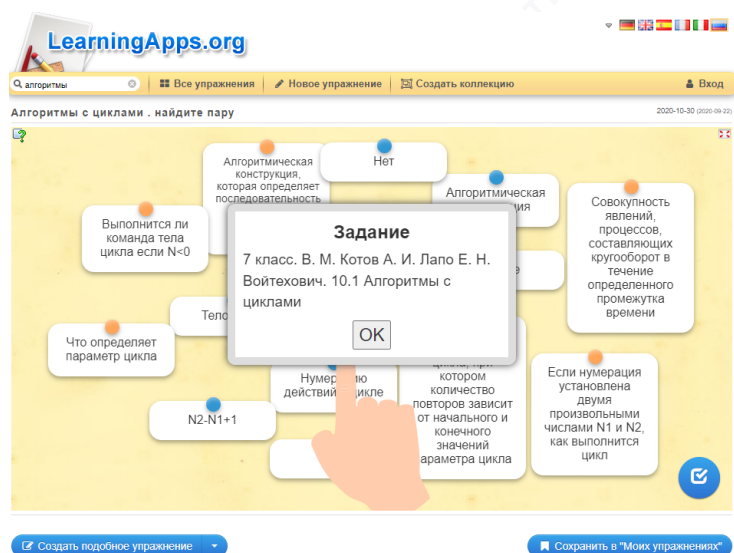 LearningApps.org
алгоритмы
Все упражнения
Новое упражнение
Создать коллекцию
Вход
Алгоритмы с циклами . найдите пару
2020-10-30 (2020-09-22)
Алгоритмическая
конструкция,
которая определяет
последовательность
Нет
Алгоритмическая
Выполнится ли
команда тела
цикла если N<0
Совокупность
явлений,
процессов,
составляющих
кругооборот в
течение
определенного
промежутка
времени
Задание
7 класс. В. М. Котов А. И. Лапо Е. Н.
Войтехович. 10.1 Алгоритмы с
циклами
OK
Что определяет
параметр цикла
котором
количество
повторов зависит
от начального и
конечного
значений
параметра цикла
Если нумерация
установлена
двумя
произвольными
числами N1 и N2,
как выполнится
цикл
N2-N1+1
Создать подобное упражнение
Сохранить в "Моих упражнениях"